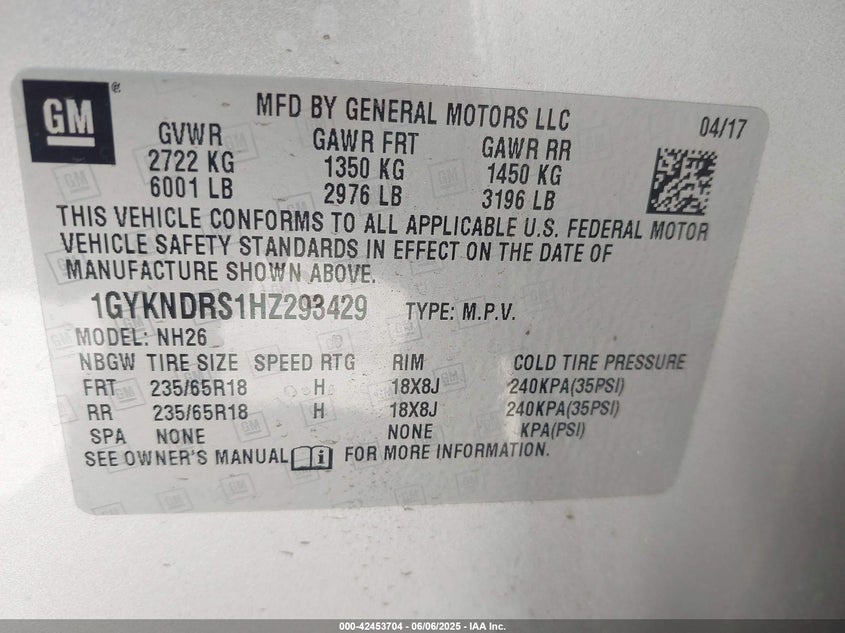 GM ®
MFD BY GENERAL MOTORS LLC
04/17
GVWR GAWR FRT GAWR RR
2722 KG 1350 KG 1450 KG
6001 LB 2976 LB 3196 LB
THIS VEHICLE CONFORMS TO ALL APPLICABLE U.S. FEDERAL MOTOR
VEHICLE SAFETY STANDARDS IN EFFECT ON THE DATE OF
MANUFACTURE SHOWN ABOVE.
1GYKNDRS1HZ293429 TYPE: M.P.V.
MODEL: NH26
NBGW TIRE SIZE SPEED RTG RIM COLD TIRE PRESSURE
FRT 235/65R18 H 18X8J 240KPA(35PSI)
RR 235/65R18 H 18X8J 240KPA(35PSI)
SPA NONE NONE KPA(PSI)
SEE OWNER'S MANUAL i FOR MORE INFORMATION.
000-42453704 - 06/06/2025 - IAA Inc.